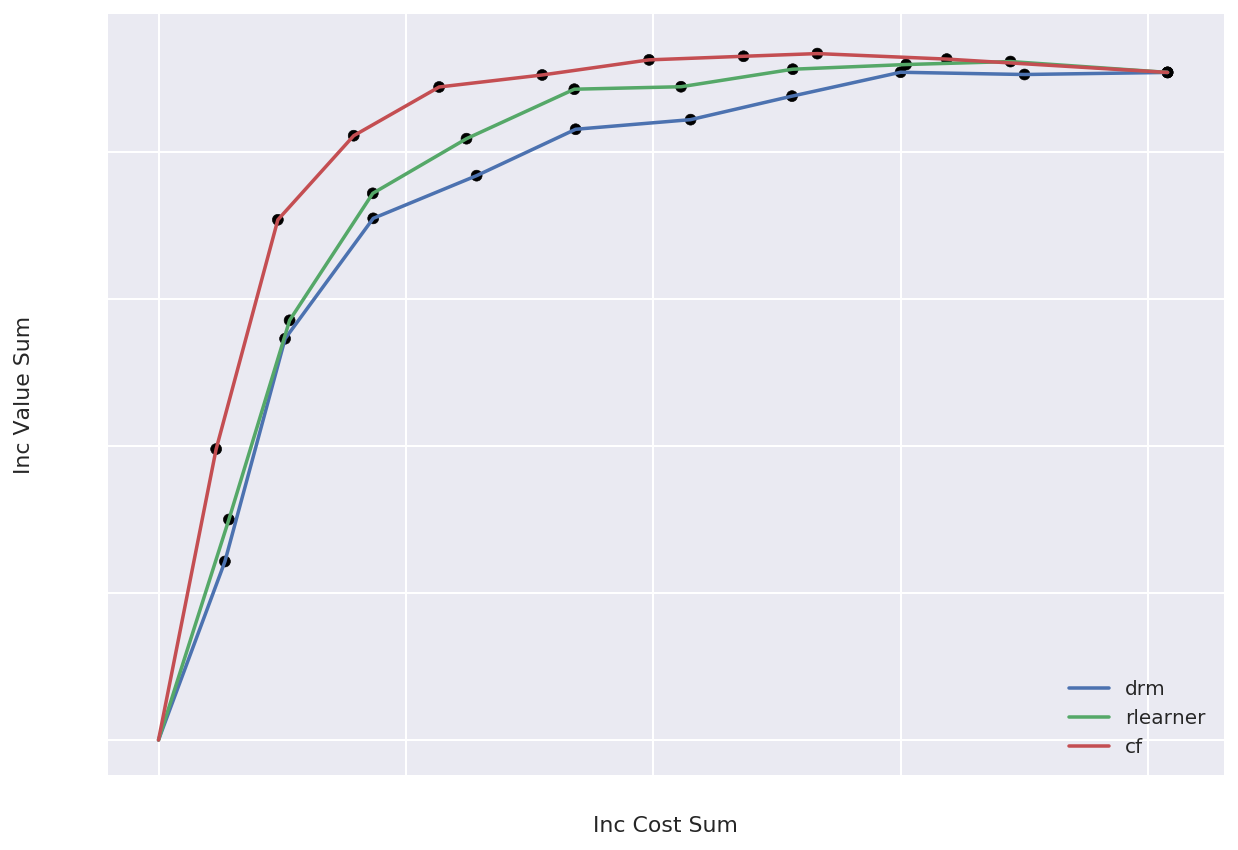 Inc Value Sum
drm
rlearner
cf
Inc Cost Sum